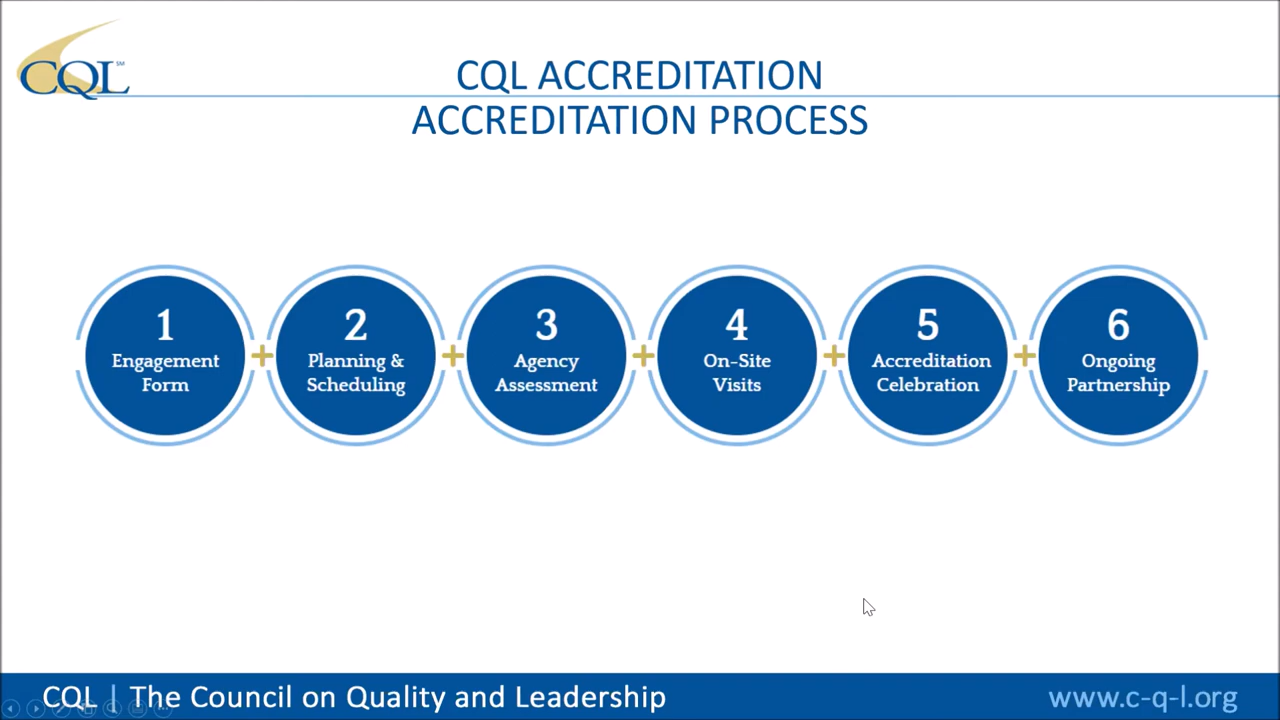 CQL SM
CQL ACCREDITATION
ACCREDITATION PROCESS
1
Engagement
Form
+
2
Planning &
Scheduling
+
3
Agency
Assessment
+
4
On-Site
Visits
+
5
Accreditation
Celebration
+
6
Ongoing
Partnership
CQL | The Council on Quality and Leadership
www.c-q-l.org